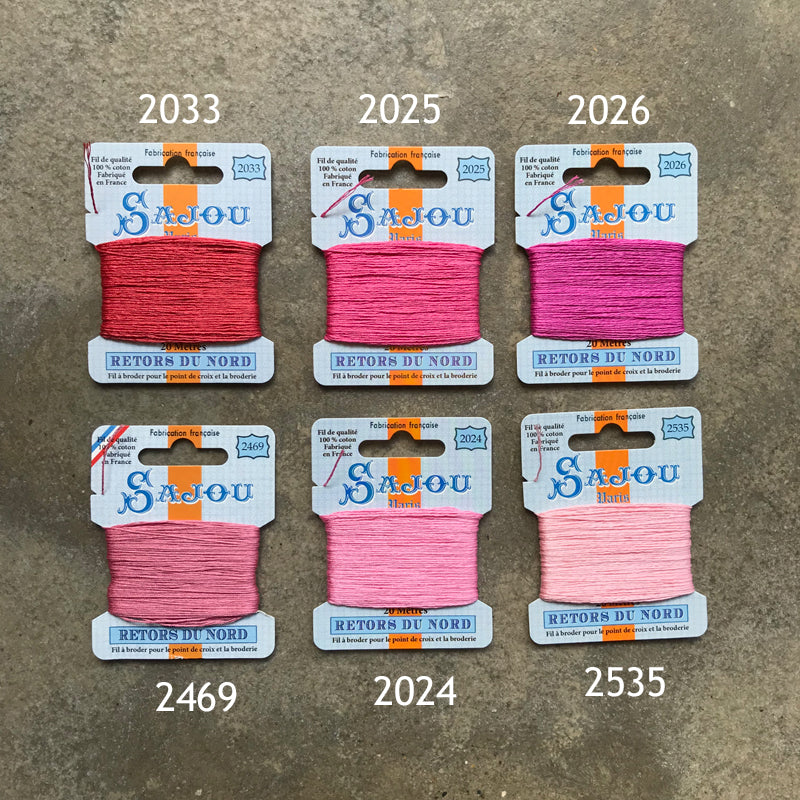 2033
2025
2026
Fabrication française
Fil de qualité
100 % coton
Fabriqué
en France
2033
SAJOU
20 Mètres
RETORS DU NORD
Fil à broder pour le point de croix et la broderie
Fabrication française
Fil de qualité
100 % coton
Fabriqué
en France
2025
SAJOU
Paris
20 Mètres
RETORS DU NORD
Fil à broder pour le point de croix et la broderie
Fabrication française
Fil de qualité
100 % coton
Fabriqué
en France
2026
SAJOU
Paris
20 Mètres
RETORS DU NORD
Fil à broder pour le point de croix et la broderie
Fabrication française
Fil de qualité
100 % coton
Fabriqué
en France
2469
SAJOU
RETORS DU NORD
Fil à broder pour le point de croix et la broderie
Fabrication française
Fil de qualité
100 % coton
Fabriqué
en France
2024
SAJOU
Paris
20 Mètres
RETORS DU NORD
Fil à broder pour le point de croix et la broderie
Fabrication française
Fil de qualité
100 % coton
Fabriqué
en France
2535
SAJOU
Paris
RETORS DU NORD
Fil à broder pour le point de croix et la broderie
2469
2024
2535